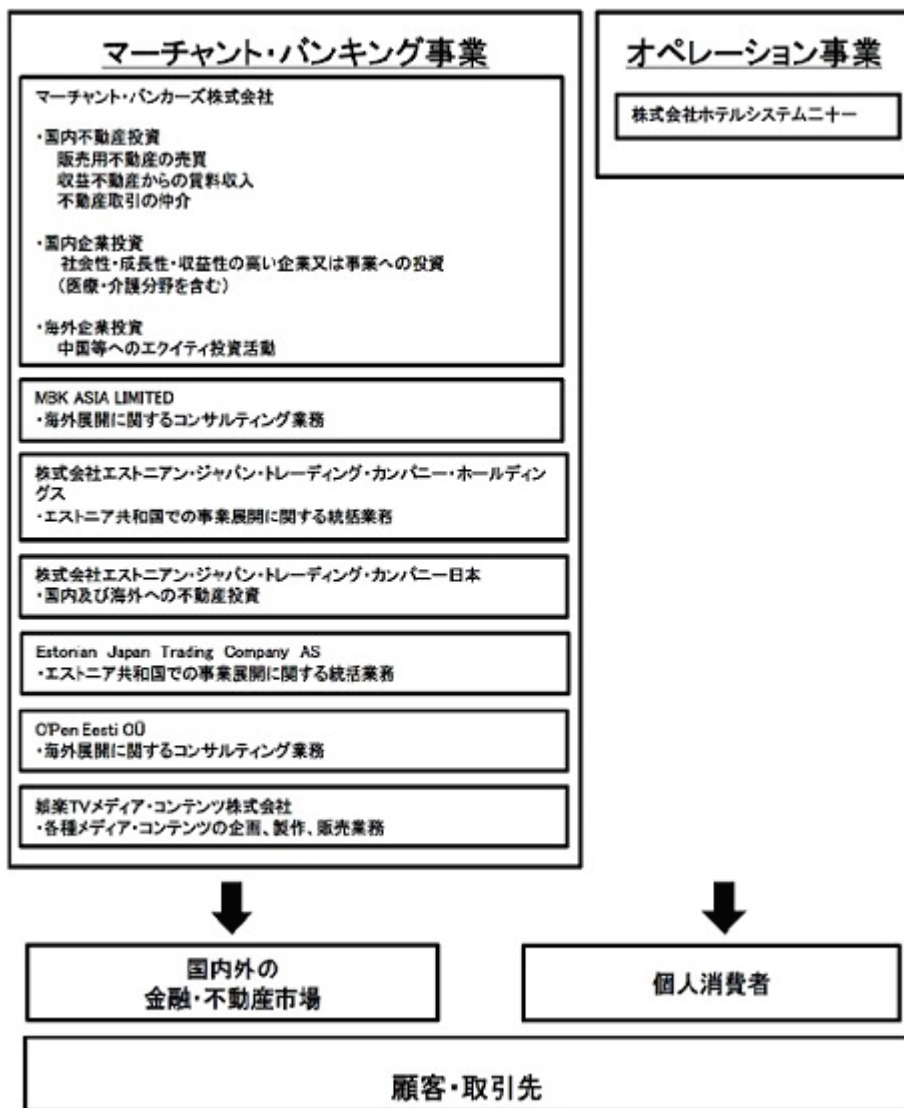 マーチャント・バンキング事業
マーチャント・バンカーズ株式会社
・国内不動産投資
販売用不動産の売買
収益不動産からの賃料収入
不動産取引の仲介
・国内企業投資
社会性・成長性・収益性の高い企業又は事業への投資
(医療・介護分野を含む)
・海外企業投資
中国等へのエクイティ投資活動
MBK ASIA LIMITED
・海外展開に関するコンサルティング業務
株式会社エストニアン・ジャパン・トレーディング・カンパニー・ホールディン
グス
・エストニア共和国での事業展開に関する統括業務
株式会社エストニアン・ジャパン・トレーディング・カンパニー日本
・国内及び海外への不動産投資
Estonian Japan Trading Company AS
・エストニア共和国での事業展開に関する統括業務
O'Pen Eesti OÜ
・海外展開に関するコンサルティング業務
娯楽TVメディア・コンテンツ株式会社
・各種メディア・コンテンツの企画、製作、販売業務
オペレーション事業
株式会社ホテルシステム二十一
国内外の
金融・不動産市場
個人消費者
顧客・取引先